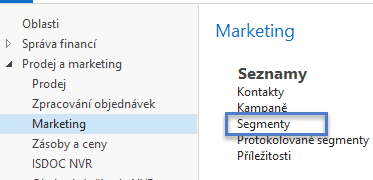 Oblasti
Správa financí
Prodej a marketing
Prodej
Zpracování objednávek
Marketing
Zásoby a ceny
ISDOC NVR
Marketing
Seznamy
Kontakty
Kampaně
Segmenty
Protokolované segmenty
Příležitosti